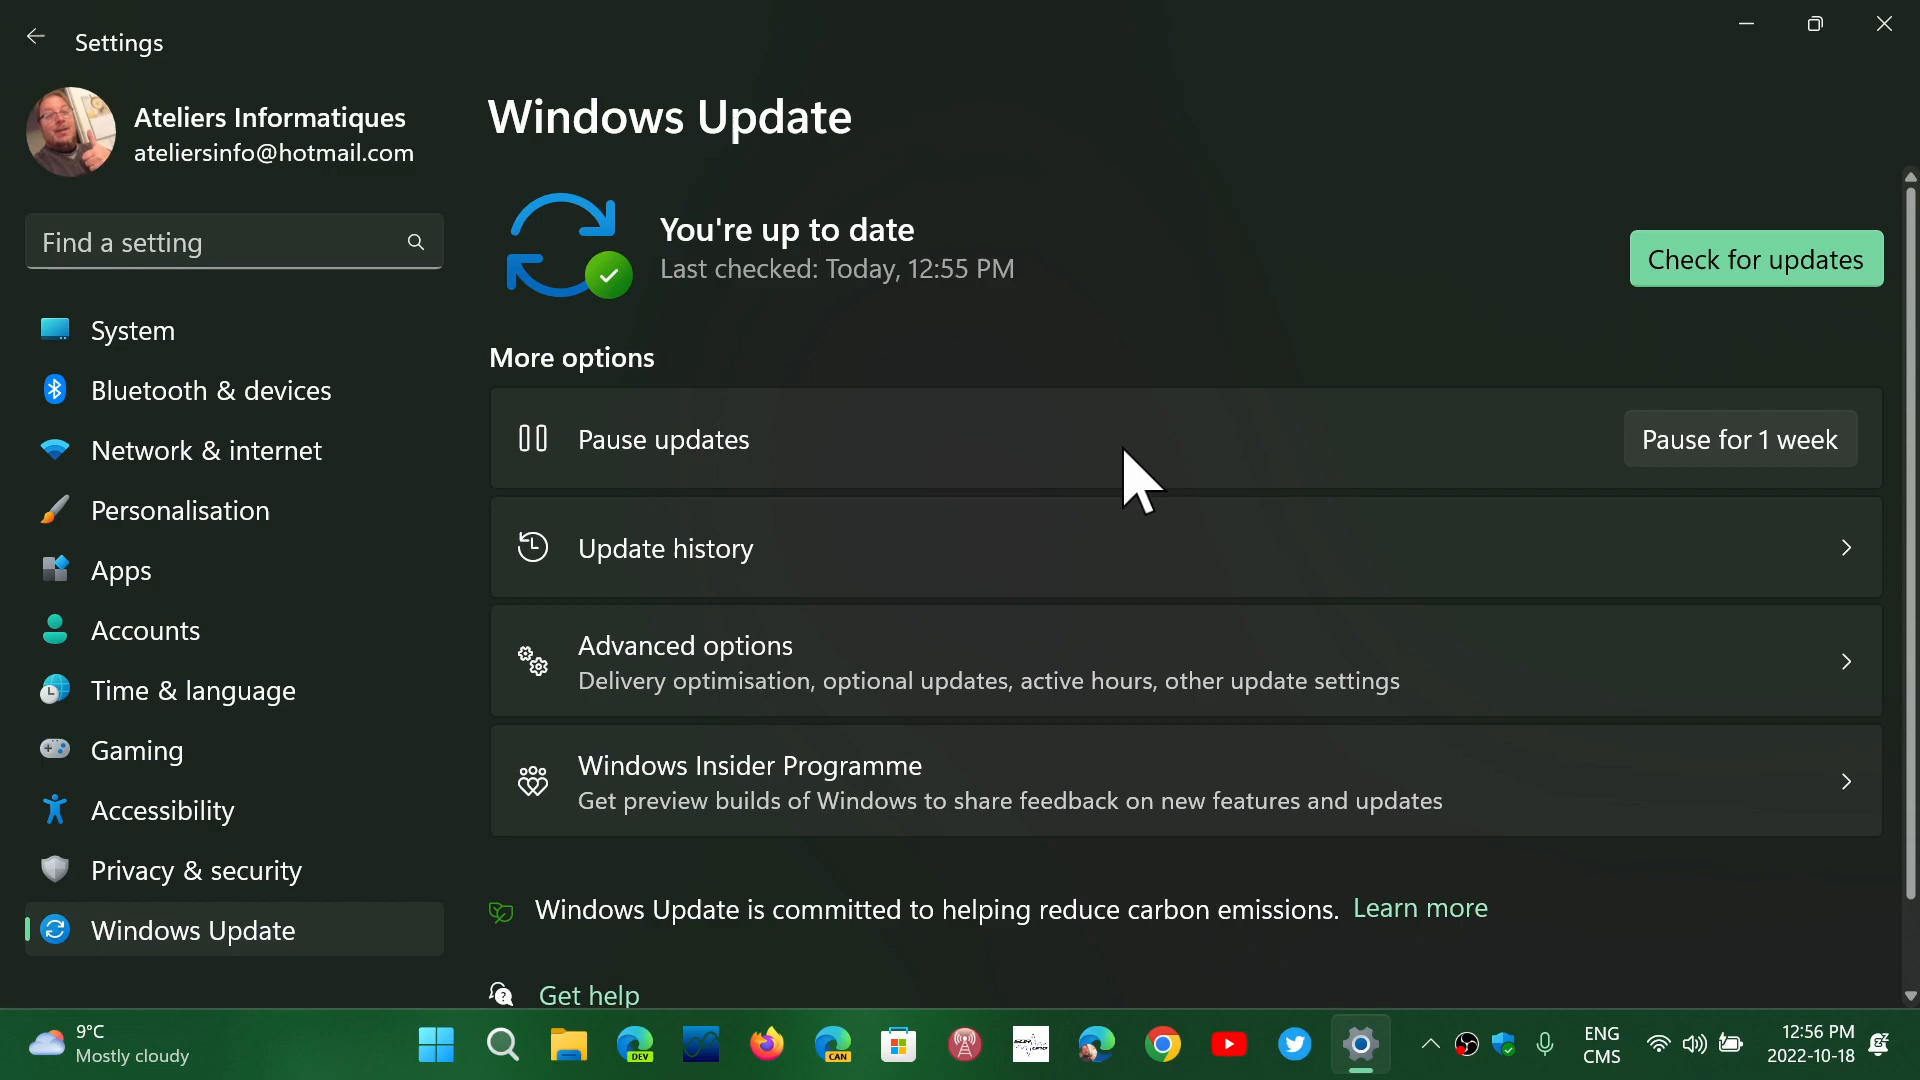 Settings
Ateliers Informatiques
ateliersinfo@hotmail.com
Find a setting
System
Bluetooth & devices
Network & internet
Personalisation
Apps
Accounts
Time & language
Gaming
Accessibility
Privacy & security
Windows Update
Windows Update
You're up to date
Last checked: Today, 12:55 PM
Check for updates
More options
Pause updates
Pause for 1 week
Update history
Advanced options
Delivery optimisation, optional updates, active hours, other update settings
Windows Insider Programme
Get preview builds of Windows to share feedback on new features and updates
Windows Update is committed to helping reduce carbon emissions. Learn more
Get help
9°C
Mostly cloudy
DEV
CAN
ENG
CMS
12:56 PM
2022-10-18